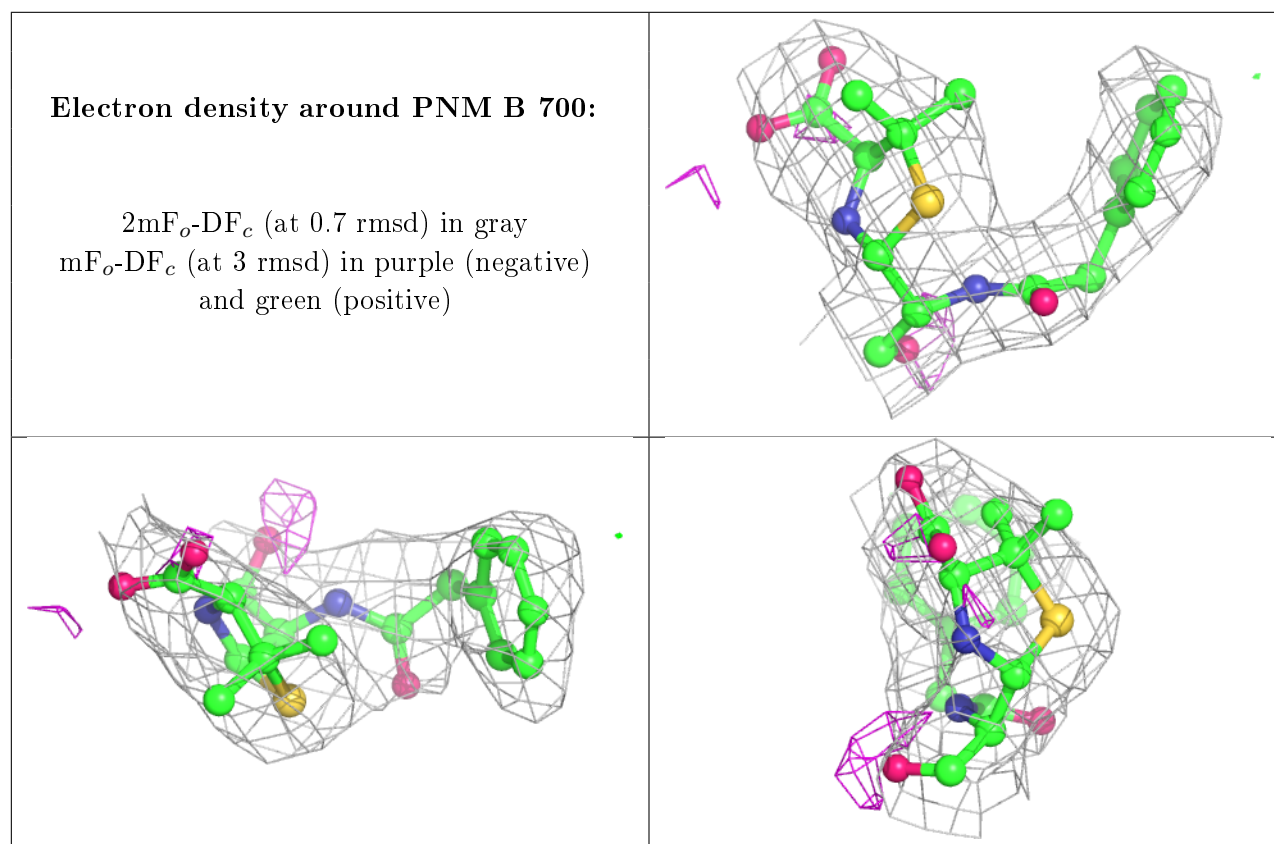 Electron density around PNM B 700:
2mFo-DFc (at 0.7 rmsd) in gray
mFo-DFc (at 3 rmsd) in purple (negative)
and green (positive)